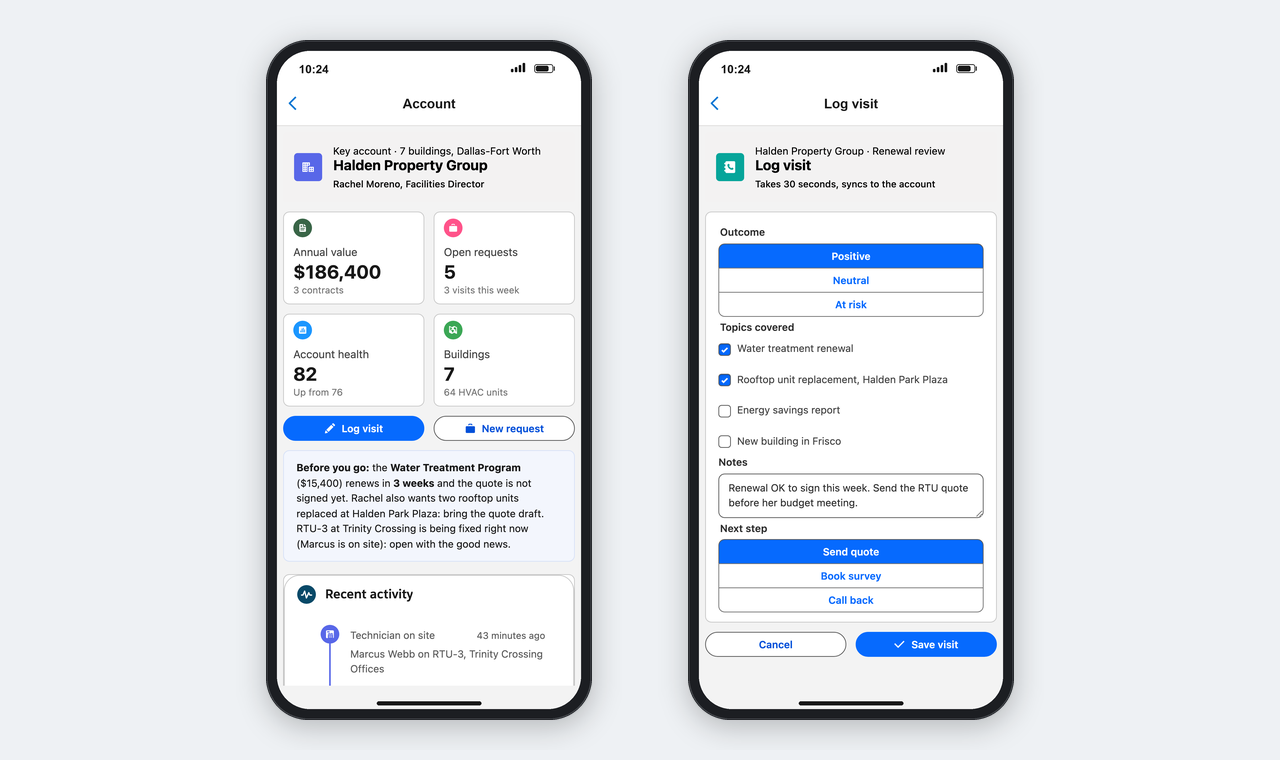 10:24
Account
Key account · 7 buildings, Dallas-Fort Worth
Halden Property Group
Rachel Moreno, Facilities Director
Annual value
$186,400
3 contracts
Open requests
5
3 visits this week
Account health
82
Up from 76
Buildings
7
64 HVAC units
Log visit
New request
Before you go: the Water Treatment Program
($15,400) renews in 3 weeks and the quote is not
signed yet. Rachel also wants two rooftop units
replaced at Halden Park Plaza: bring the quote draft.
RTU-3 at Trinity Crossing is being fixed right now
(Marcus is on site): open with the good news.
Recent activity
Technician on site
43 minutes ago
Marcus Webb on RTU-3, Trinity Crossing
Offices
10:24
Log visit
Halden Property Group · Renewal review
Log visit
Takes 30 seconds, syncs to the account
Outcome
Positive
Neutral
At risk
Topics covered
Water treatment renewal
Rooftop unit replacement, Halden Park Plaza
Energy savings report
New building in Frisco
Notes
Renewal OK to sign this week. Send the RTU quote
before her budget meeting.
Next step
Send quote
Book survey
Call back
Cancel
Save visit